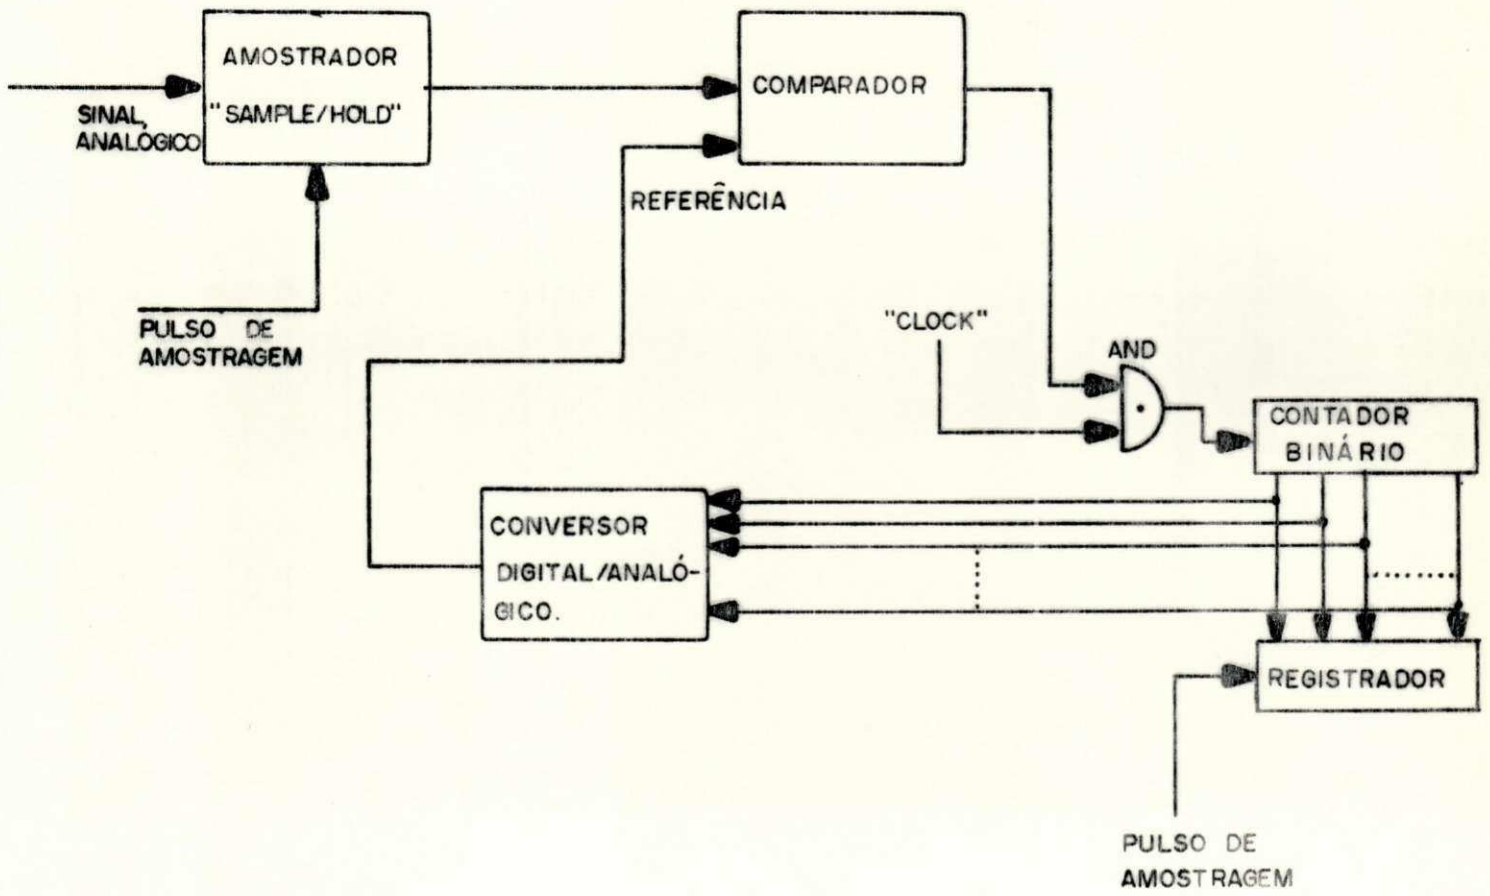 AMOSTRADOR
"SAMPLE/HOLD"
SINAL,
ANALÓGICO
COMPARADOR
REFERÊNCIA
PULSO DE
AMOSTRAGEM
"CLOCK"
AND
CONTADOR
BINÁRIO
CONVERSOR
DIGITAL/ANALÓ-
GICO.
REGISTRADOR
PULSO DE
AMOSTRAGEM